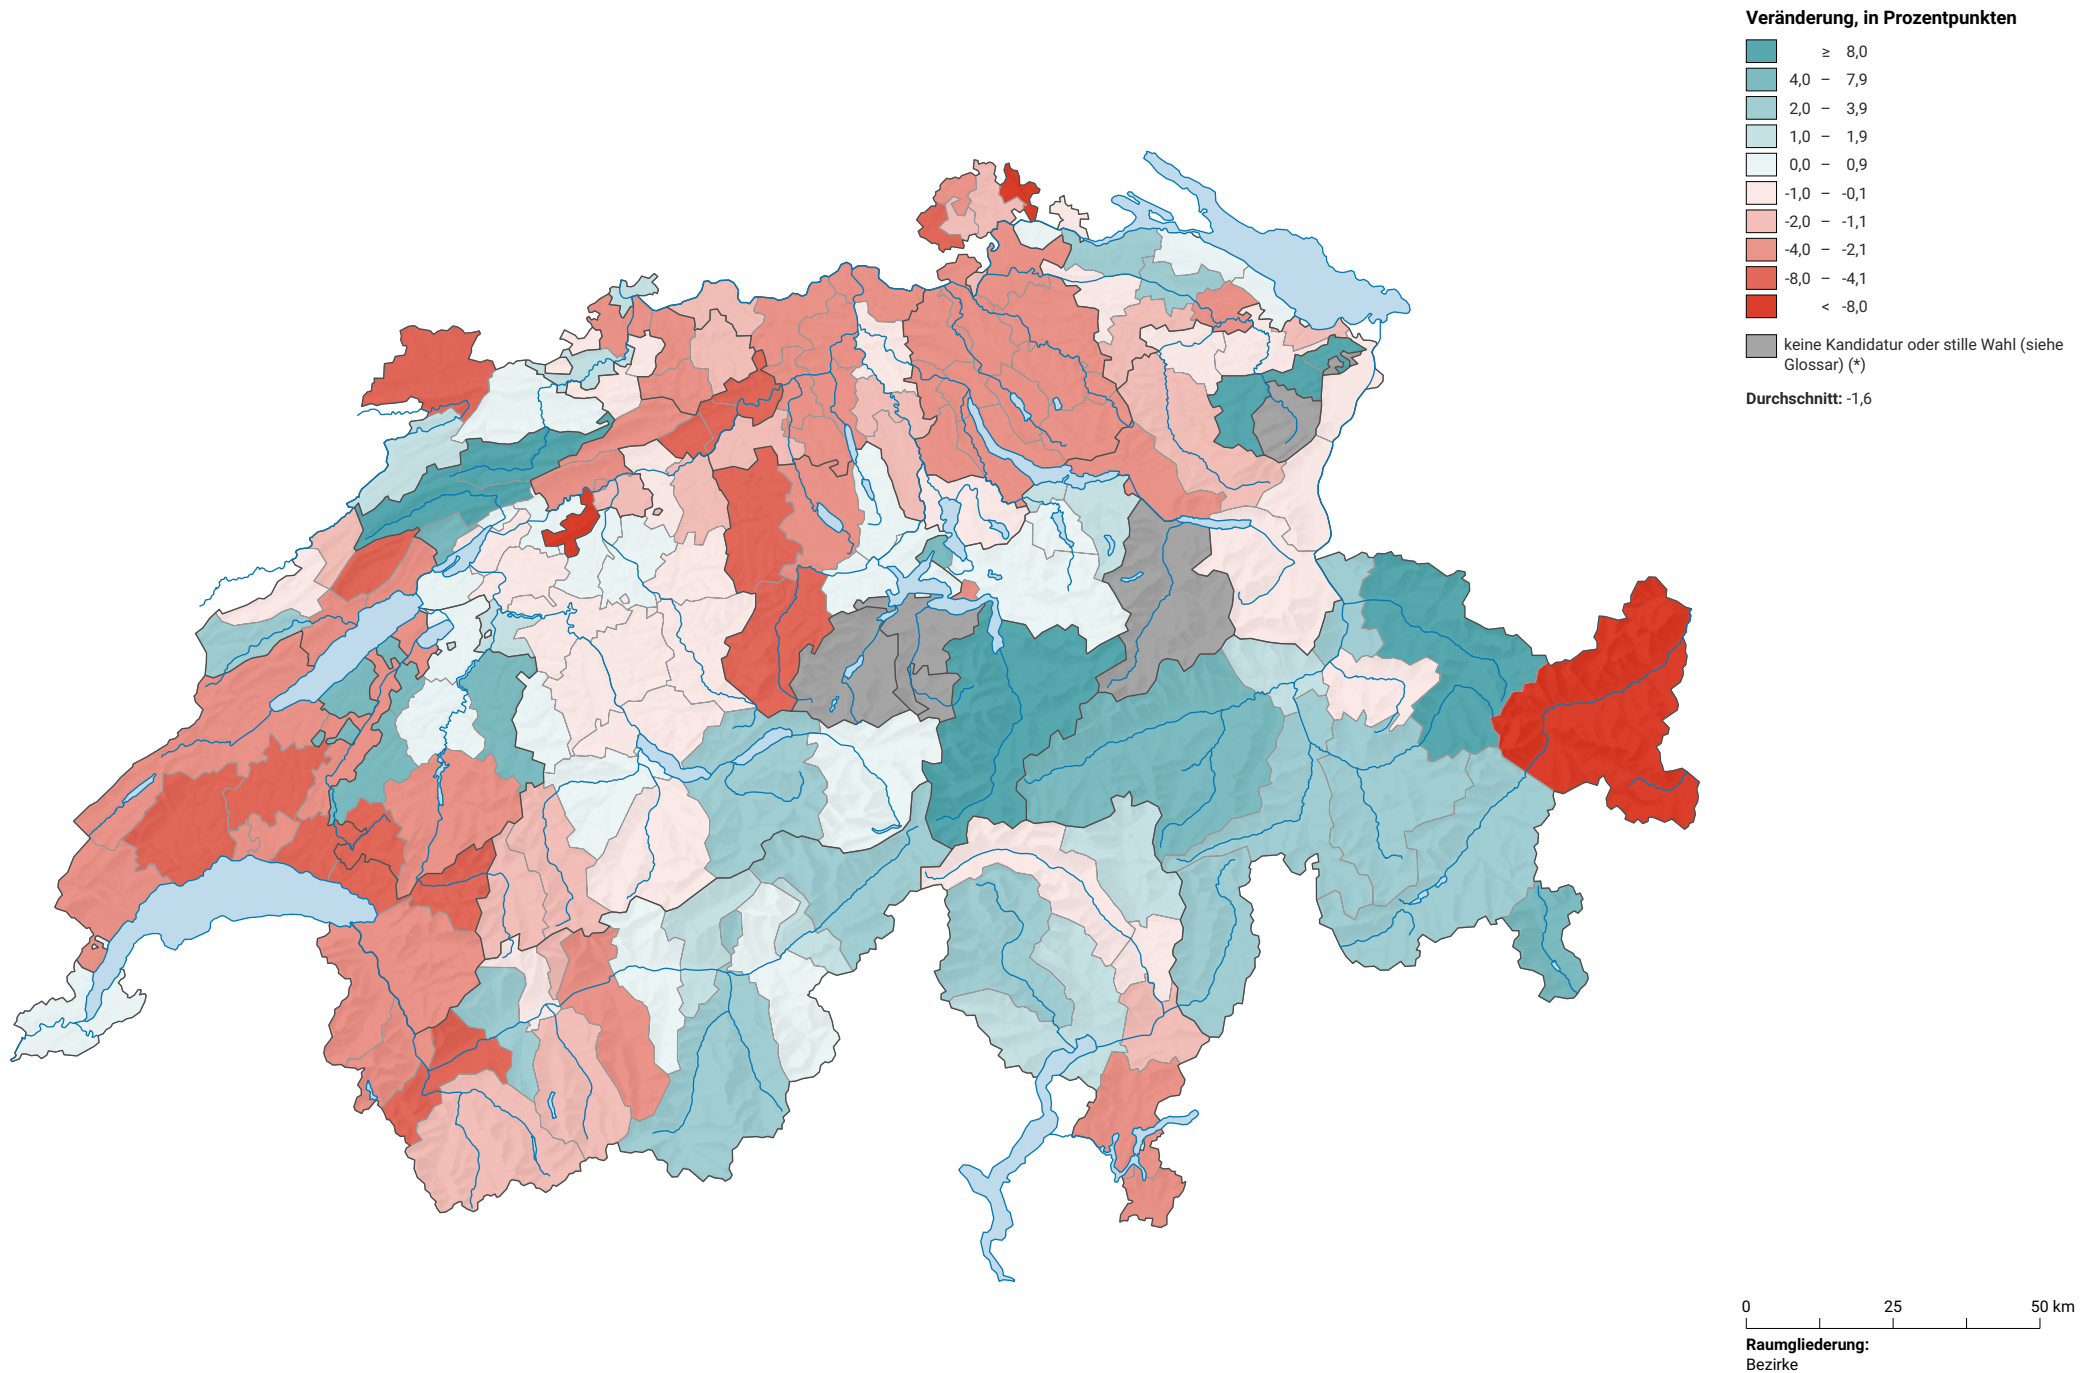 Veränderung, in Prozentpunkten
≥ 8,0
4,0 – 7,9
2,0 – 3,9
1,0 – 1,9
0,0 – 0,9
-1,0 – -0,1
-2,0 – -1,1
-4,0 – -2,1
-8,0 – -4,1
< -8,0
keine Kandidatur oder stille Wahl (siehe
Glossar) (*)
Durchschnitt: -1,6
0 25 50 km
Raumgliederung:
Bezirke